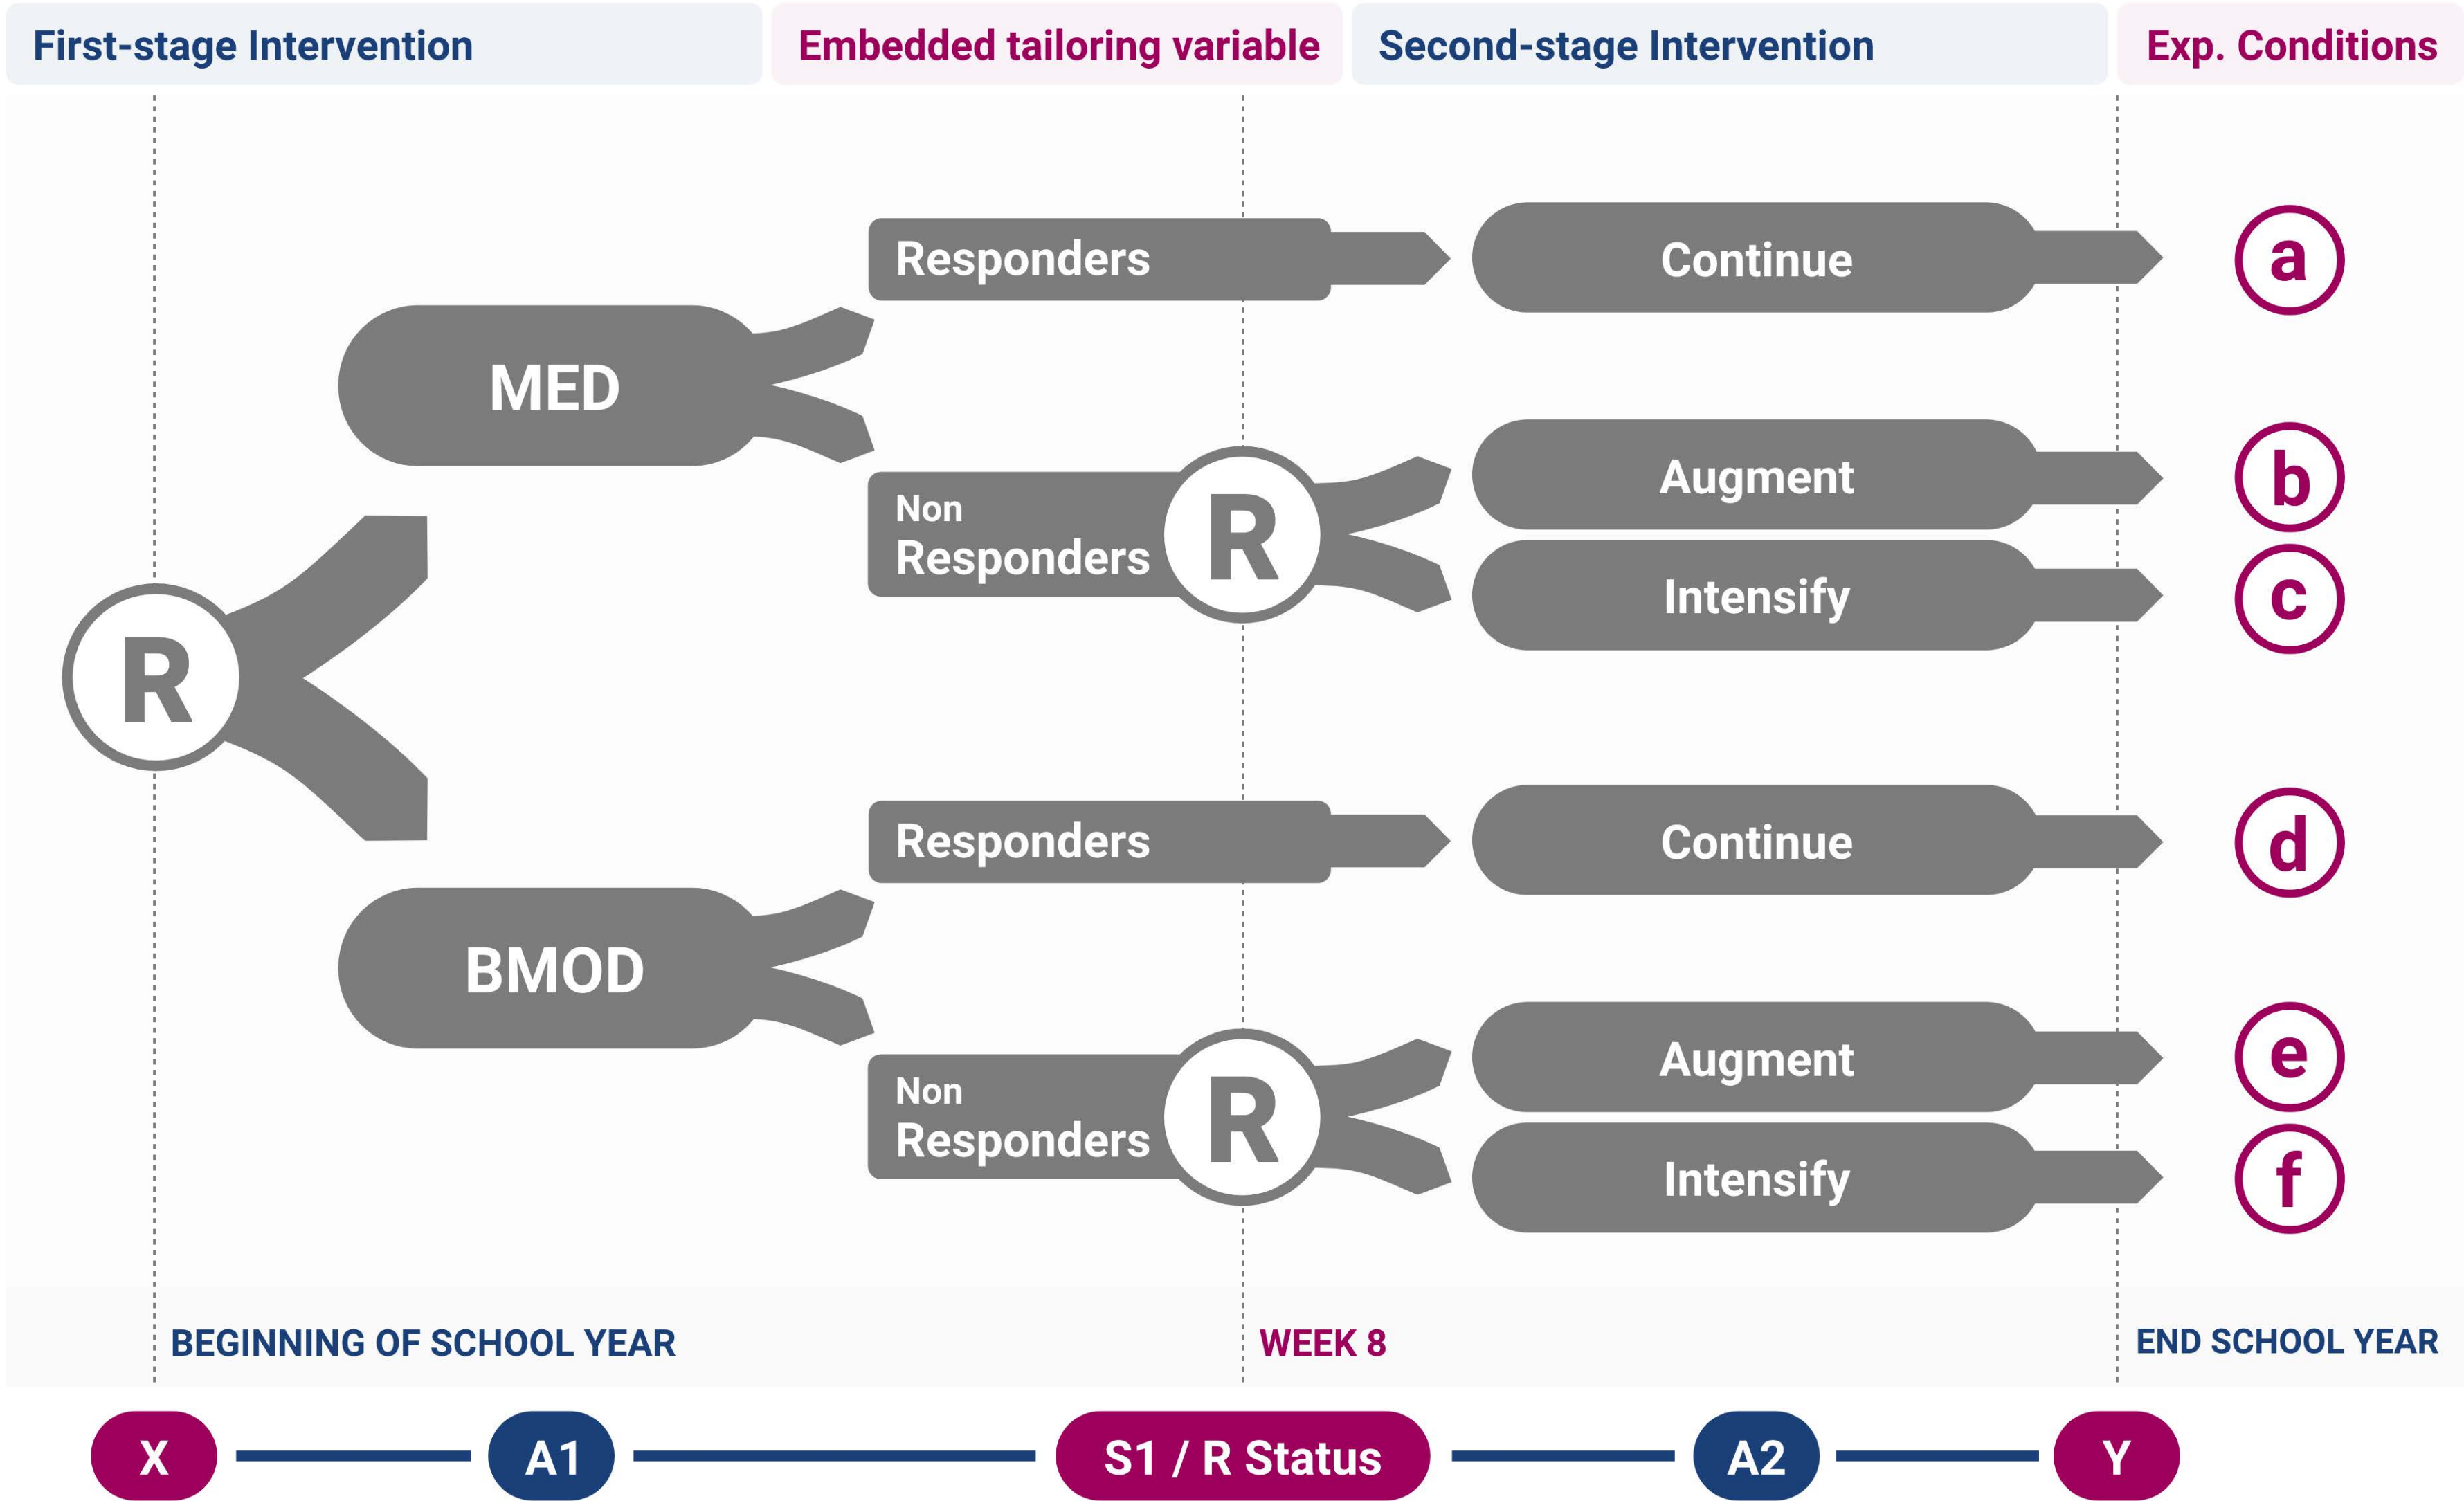 First-stage Intervention
Embedded tailoring variable
Second-stage Intervention
Exp. Conditions
Responders
Continue
a
MED
Non
Responders
R
Augment
b
Intensify
c
R
Responders
Continue
d
BMOD
Non
Responders
R
Augment
e
Intensify
f
BEGINNING OF SCHOOL YEAR
WEEK 8
END SCHOOL YEAR
X
A1
S1 / R Status
A2
Y